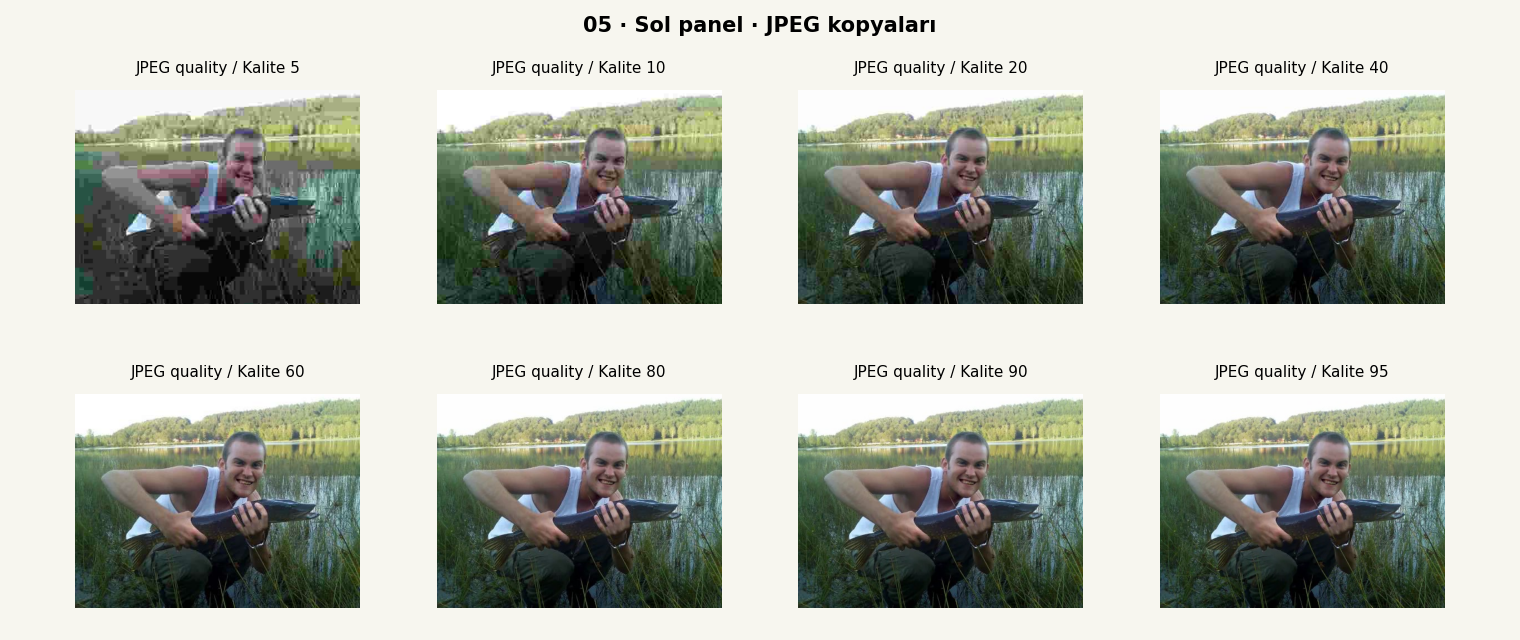 05 · Sol panel · JPEG kopyaları
JPEG quality / Kalite 5
JPEG quality / Kalite 10
JPEG quality / Kalite 20
JPEG quality / Kalite 40
JPEG quality / Kalite 60
JPEG quality / Kalite 80
JPEG quality / Kalite 90
JPEG quality / Kalite 95